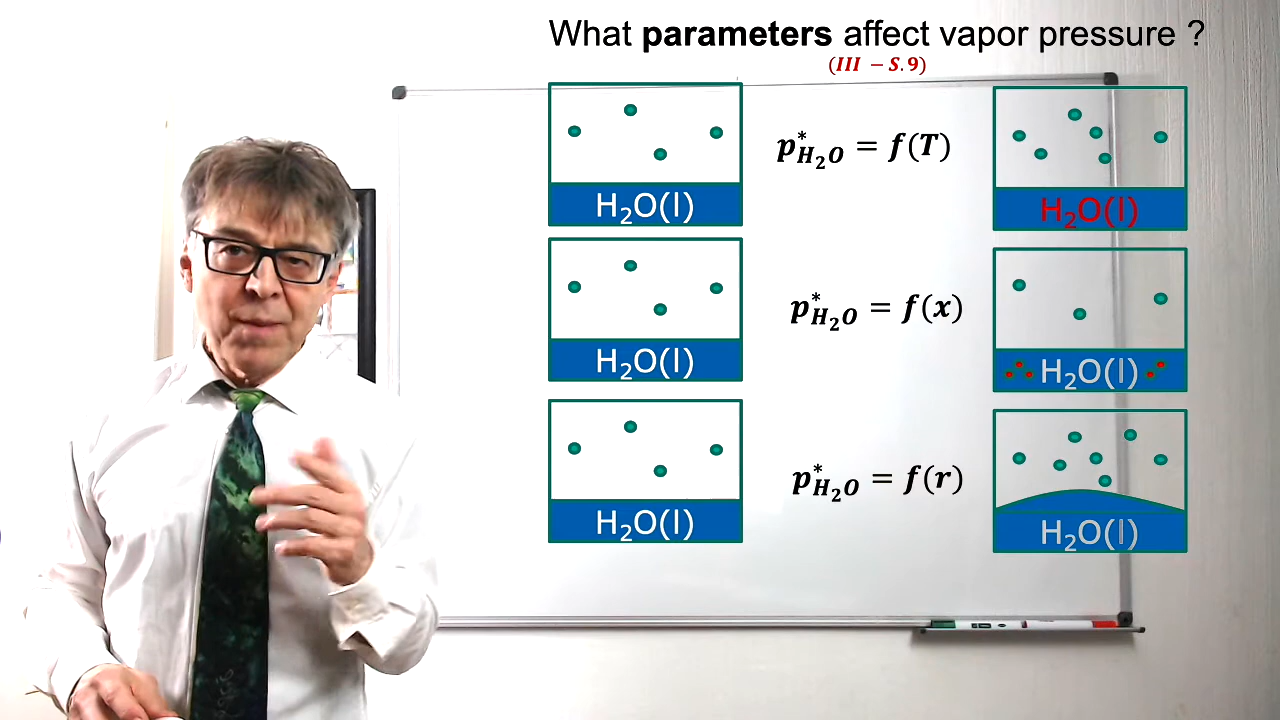 What parameters affect vapor pressure ?
(III – S.9)
H₂O(l)
p*H₂O = f(T)
H₂O(l)
H₂O(l)
p*H₂O = f(x)
H₂O(l)
H₂O(l)
p*H₂O = f(r)
H₂O(l)